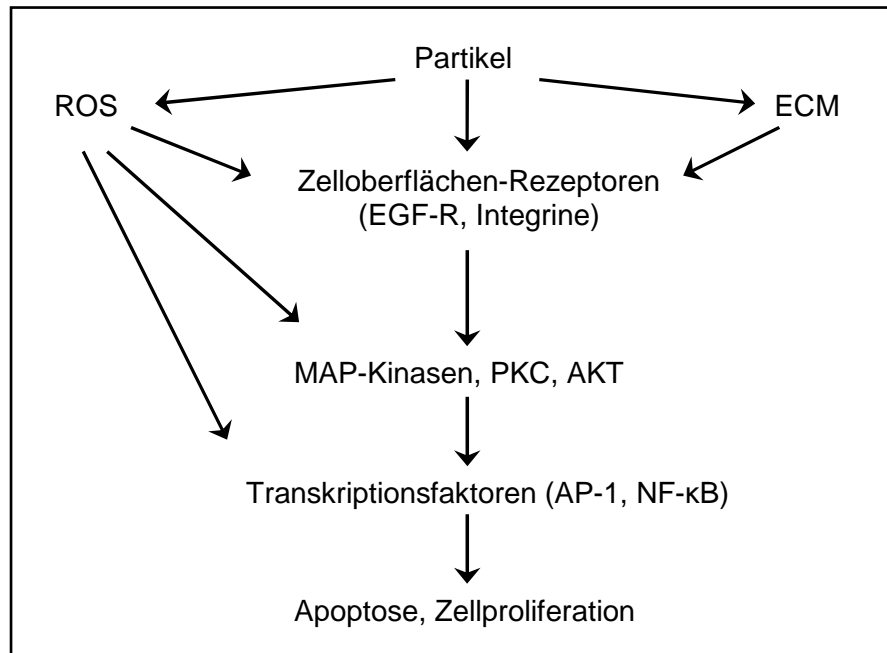 Partikel
ROS
ECM
Zelloberflächen-Rezeptoren
(EGF-R, Integrine)
MAP-Kinasen, PKC, AKT
Transkriptionsfaktoren (AP-1, NF-κB)
Apoptose, Zellproliferation